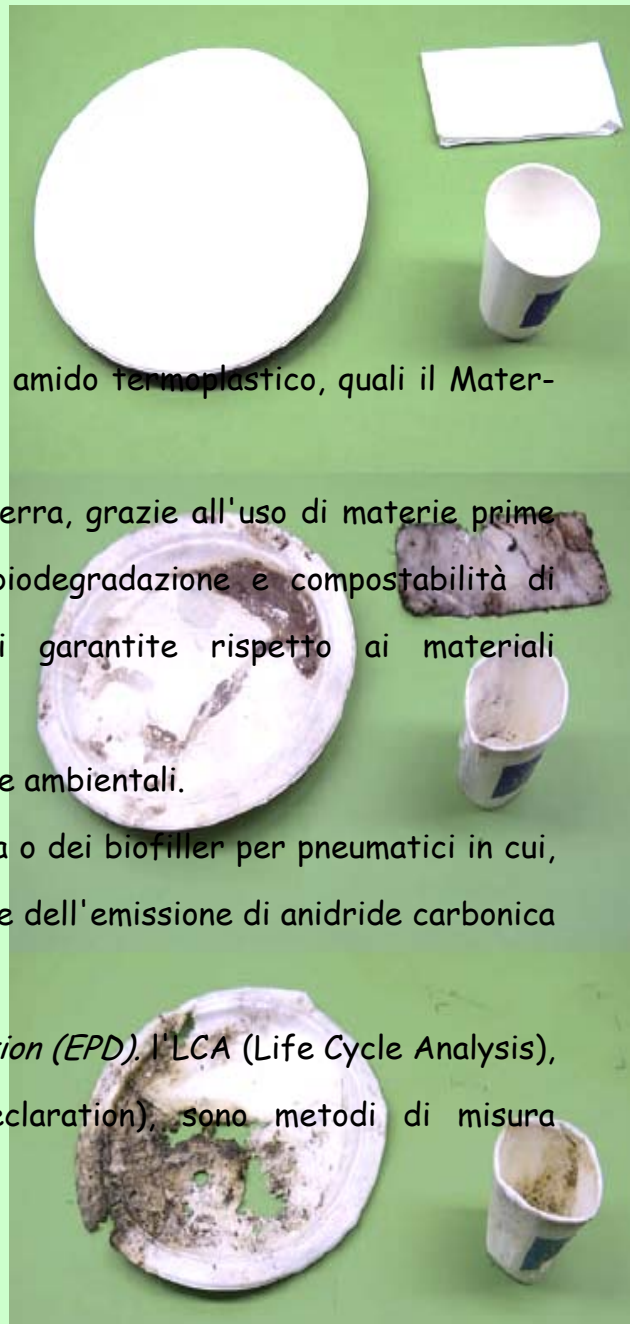 amido termoplastico, quali il Mater-
erra, grazie all'uso di materie prime
biodegradazione e compostabilità di
i garantite rispetto ai materiali
e ambientali.
a o dei biofiller per pneumatici in cui,
e dell'emissione di anidride carbonica
ion (EPD). l'LCA (Life Cycle Analysis),
eclaration), sono metodi di misura